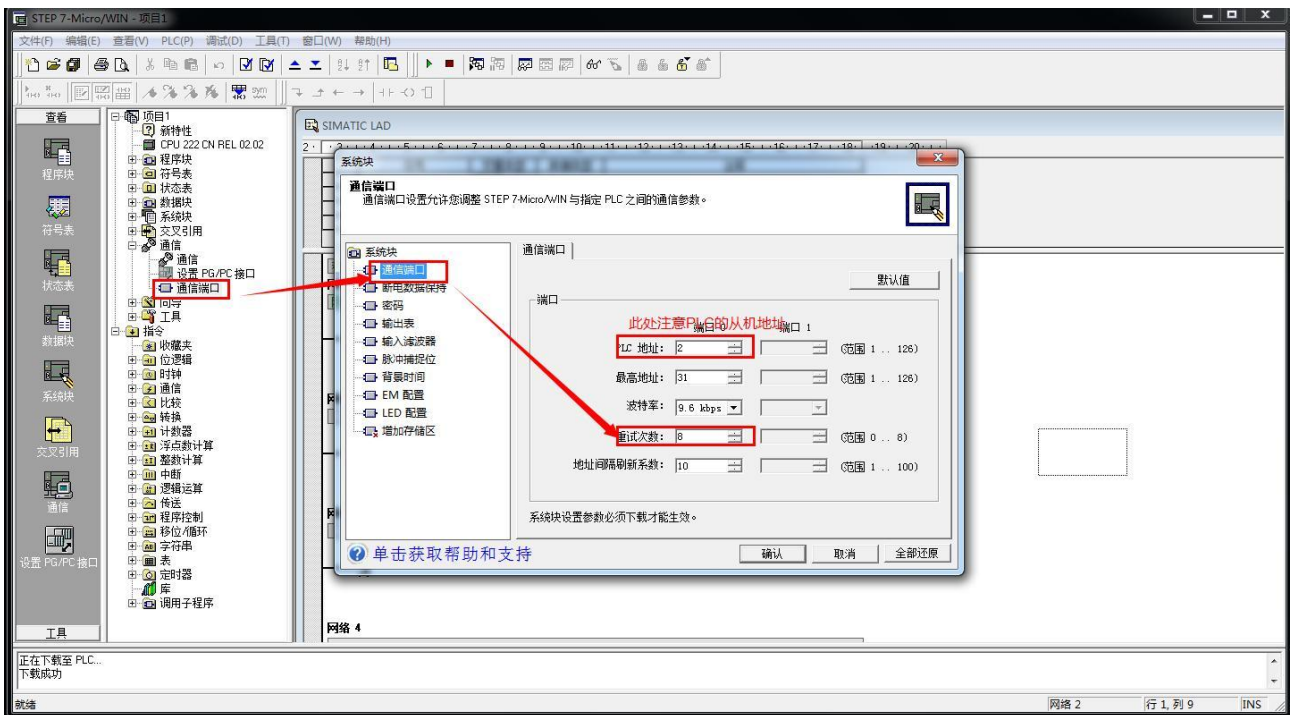 STEP 7-Micro/WIN - 项目1
文件(F) 编辑(E) 查看(V) PLC(P) 调试(D) 工具(T) 窗口(W) 帮助(H)
查看
程序块
符号表
状态表
数据块
系统块
交叉引用
通信
设置 PG/PC 接口
工具
项目1
新特性
CPU 222 CN REL 02.02
程序块
符号表
状态表
数据块
系统块
交叉引用
通信
通信
设置 PG/PC 接口
通信端口
向导
工具
指令
收藏夹
位逻辑
时钟
通信
比较
转换
计数器
浮点数计算
整数计算
中断
逻辑运算
传送
程序控制
移位/循环
字符串
表
定时器
库
调用子程序
SIMATIC LAD
系统块
通信端口
通信端口设置允许您调整 STEP 7-Micro/WIN 与指定 PLC 之间的通信参数。
系统块
通信端口
断电数据保持
密码
输出表
输入滤波器
脉冲捕捉位
背景时间
EM 配置
LED 配置
增加存储区
通信端口
默认值
端口
此处注意PLC的从机地址
端口 0 端口 1
PLC 地址: 2 (范围 1 .. 126)
最高地址: 31 (范围 1 .. 126)
波特率: 9.6 kbps
重试次数: 8 (范围 0 .. 8)
地址间隔刷新系数: 10 (范围 1 .. 100)
系统块设置参数必须下载才能生效。
单击获取帮助和支持
确认 取消 全部还原
网络 4
正在下载至 PLC...
下载成功
就绪 网络 2 行 1, 列 9 INS